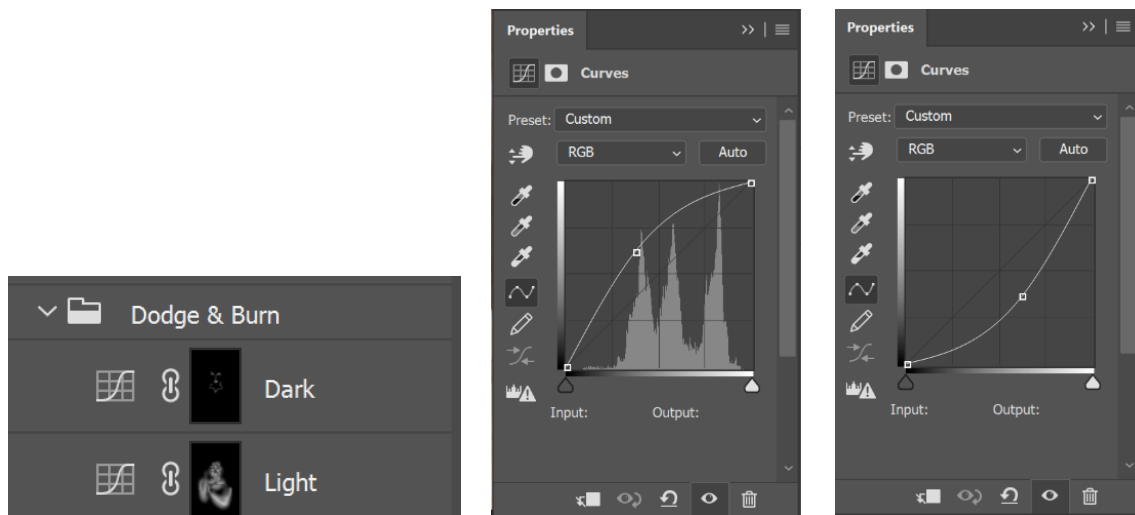 Dodge & Burn
Dark
Light
Properties
Curves
Preset: Custom
RGB Auto
Input: Output:
Properties
Curves
Preset: Custom
RGB Auto
Input: Output: